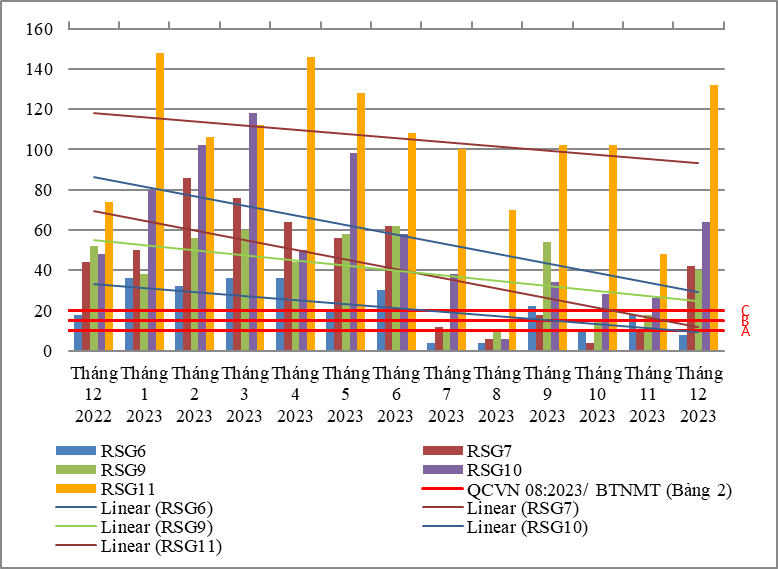 160
140
120
100
80
60
40
20
0
C
B
A
Tháng Tháng Tháng Tháng Tháng Tháng Tháng Tháng Tháng Tháng Tháng Tháng Tháng
12 1 2 3 4 5 6 7 8 9 10 11 12
2022 2023 2023 2023 2023 2023 2023 2023 2023 2023 2023 2023 2023
RSG6 RSG7
RSG9 RSG10
RSG11 QCVN 08:2023/ BTNMT (Bảng 2)
Linear (RSG6) Linear (RSG7)
Linear (RSG9) Linear (RSG10)
Linear (RSG11)